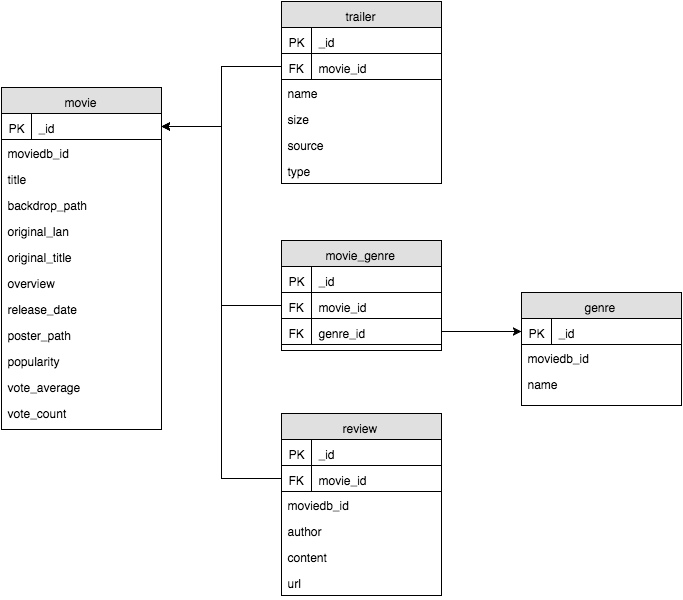 trailer
PK _id
FK movie_id
name
size
source
type
movie
PK _id
moviedb_id
title
backdrop_path
original_lan
original_title
overview
release_date
poster_path
popularity
vote_average
vote_count
movie_genre
PK _id
FK movie_id
FK genre_id
genre
PK _id
moviedb_id
name
review
PK _id
FK movie_id
moviedb_id
author
content
url